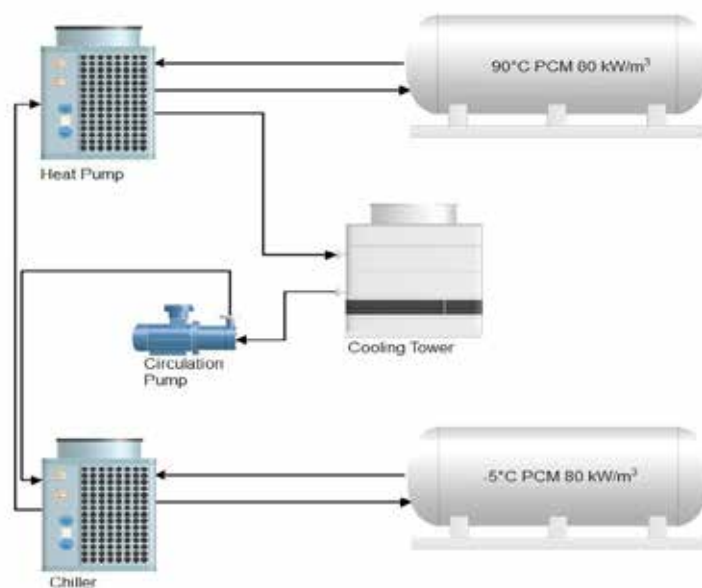 90°C PCM 80 kW/m³
Heat Pump
Cooling Tower
Circulation
Pump
-5°C PCM 80 kW/m³
Chiller